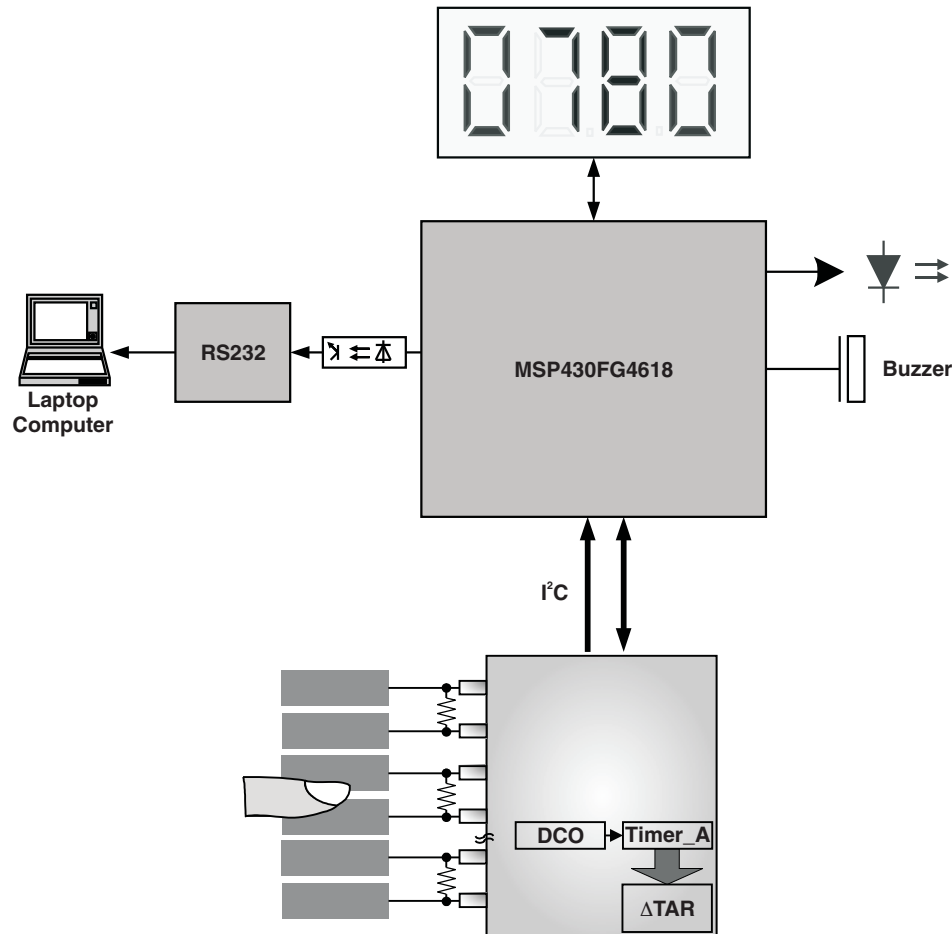 0780
MSP430FG4618
RS232
Laptop
Computer
Buzzer
I²C
DCO
Timer_A
ΔTAR